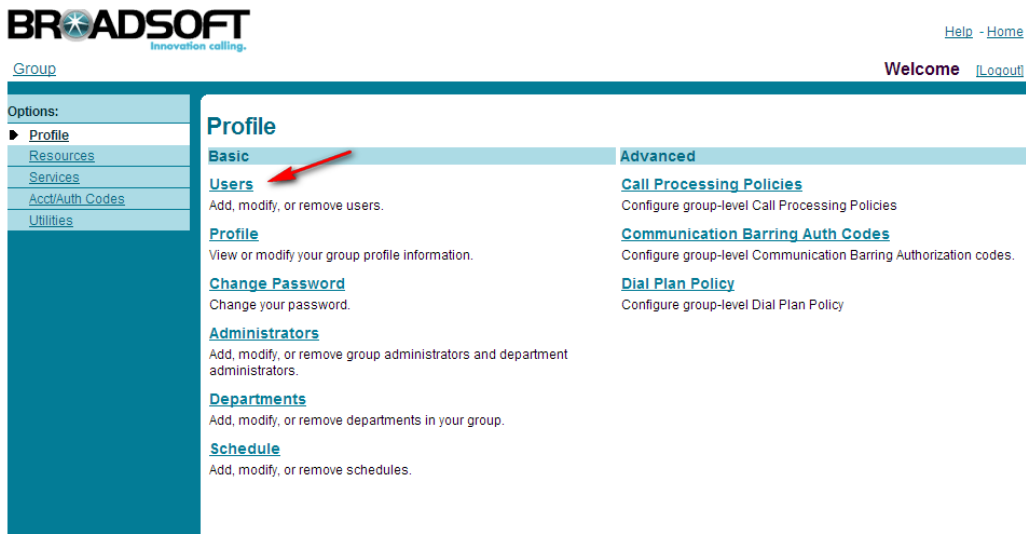 BROADSOFT
Innovation calling.
Help - Home
Group
Welcome [Logout]
Options:
Profile
Resources
Services
Acct/Auth Codes
Utilities
Profile
Basic
Users
Add, modify, or remove users.
Profile
View or modify your group profile information.
Change Password
Change your password.
Administrators
Add, modify, or remove group administrators and department
administrators.
Departments
Add, modify, or remove departments in your group.
Schedule
Add, modify, or remove schedules.
Advanced
Call Processing Policies
Configure group-level Call Processing Policies
Communication Barring Auth Codes
Configure group-level Communication Barring Authorization codes.
Dial Plan Policy
Configure group-level Dial Plan Policy